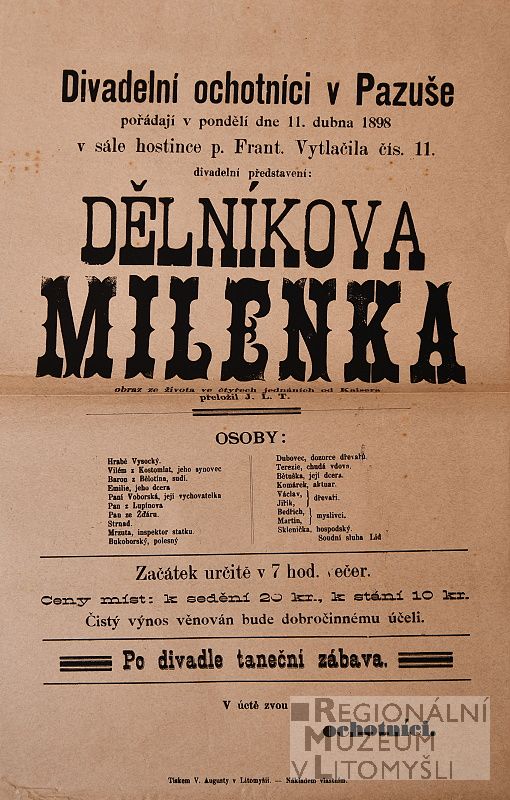 Divadelní ochotníci v Pazuše
pořádají v pondělí dne 11. dubna 1898
v sále hostince p. Frant. Vytlačila čís. 11.
divadelní představení:
DĚLNÍKOVA
MILENKA
obraz ze života ve čtyřech jednáních od Kaisera
přeložil J. L. T.
OSOBY:
Hrabě Vysocký.
Vilém z Kostomlat, jeho synovec
Baron z Bělotína, sudí.
Emilie, jeho dcera
Paní Voborská, její vychovatelka
Pan z Lupínova
Pan ze Žďáru.
Strnad.
Mrzuta, inspektor statku.
Bukoborský, polesný
Dubovec, dozorce dřevařů.
Terezie, chudá vdova.
Bětuška, její dcera.
Komárek, aktuar.
Václav,
Jiřík, } dřevaři.
Bedřich,
Martin, } myslivci.
Sklenička, hospodský.
Soudní sluha Lid
Začátek určitě v 7 hod. večer.
Ceny míst: k sedění 20 kr., k stání 10 kr.
Čistý výnos věnován bude dobročinnému účeli.
Po divadle taneční zábava.
V úctě zvou
ochotníci.
Tiskem V. Augusty v Litomyšli. — Nákladem vlastním.
REGIONÁLNÍ
MUZEUM
V LITOMYŠLI